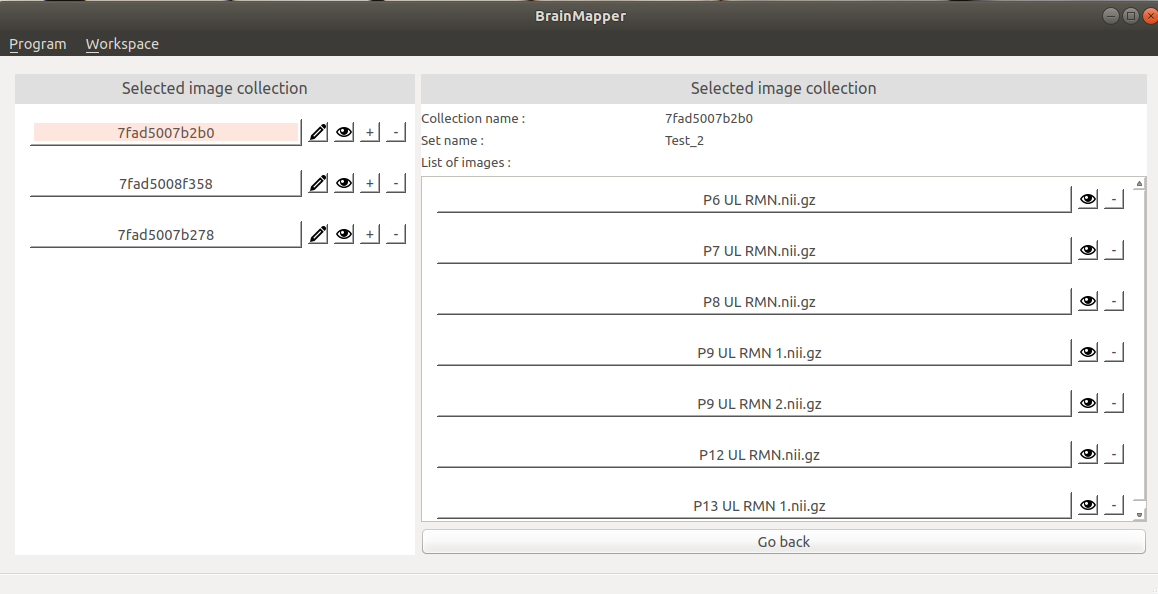 BrainMapper
Program Workspace
Selected image collection
7fad5007b2b0 + -
7fad5008f358 + -
7fad5007b278 + -
Selected image collection
Collection name : 7fad5007b2b0
Set name : Test_2
List of images :
P6 UL RMN.nii.gz -
P7 UL RMN.nii.gz -
P8 UL RMN.nii.gz -
P9 UL RMN 1.nii.gz -
P9 UL RMN 2.nii.gz -
P12 UL RMN.nii.gz -
P13 UL RMN 1.nii.gz -
Go back